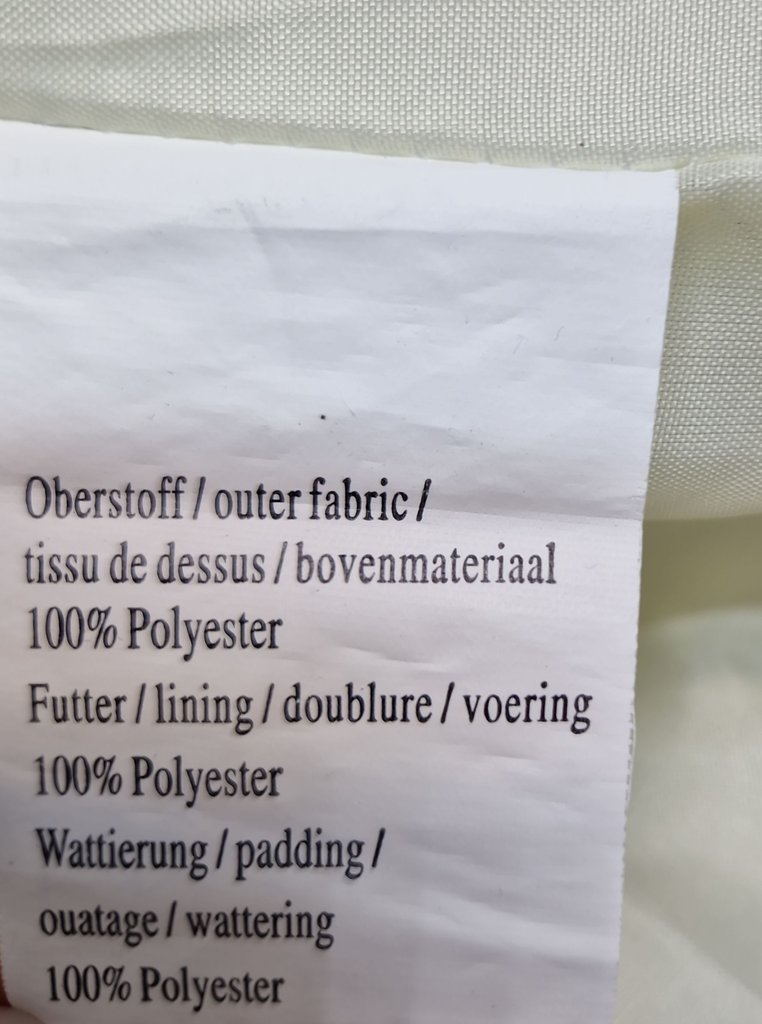 Oberstoff / outer fabric /
tissu de dessus / bovenmateriaal
100% Polyester
Futter / lining / doublure / voering
100% Polyester
Wattierung / padding /
ouatage / wattering
100% Polyester